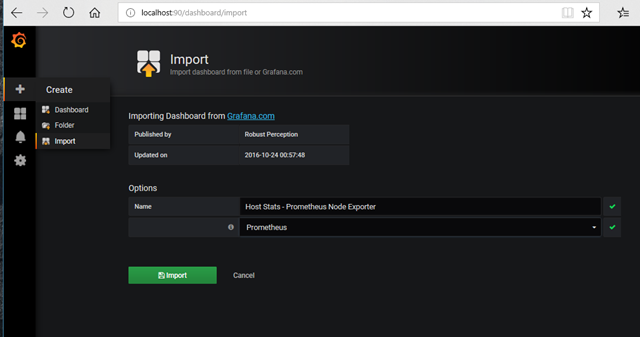 localhost:90/dashboard/import
Import
Import dashboard from file or Grafana.com
Create
Dashboard
Folder
Import
Importing Dashboard from Grafana.com
Published by Robust Perception
Updated on 2016-10-24 00:57:48
Options
Name Host Stats - Prometheus Node Exporter
Prometheus
Import Cancel